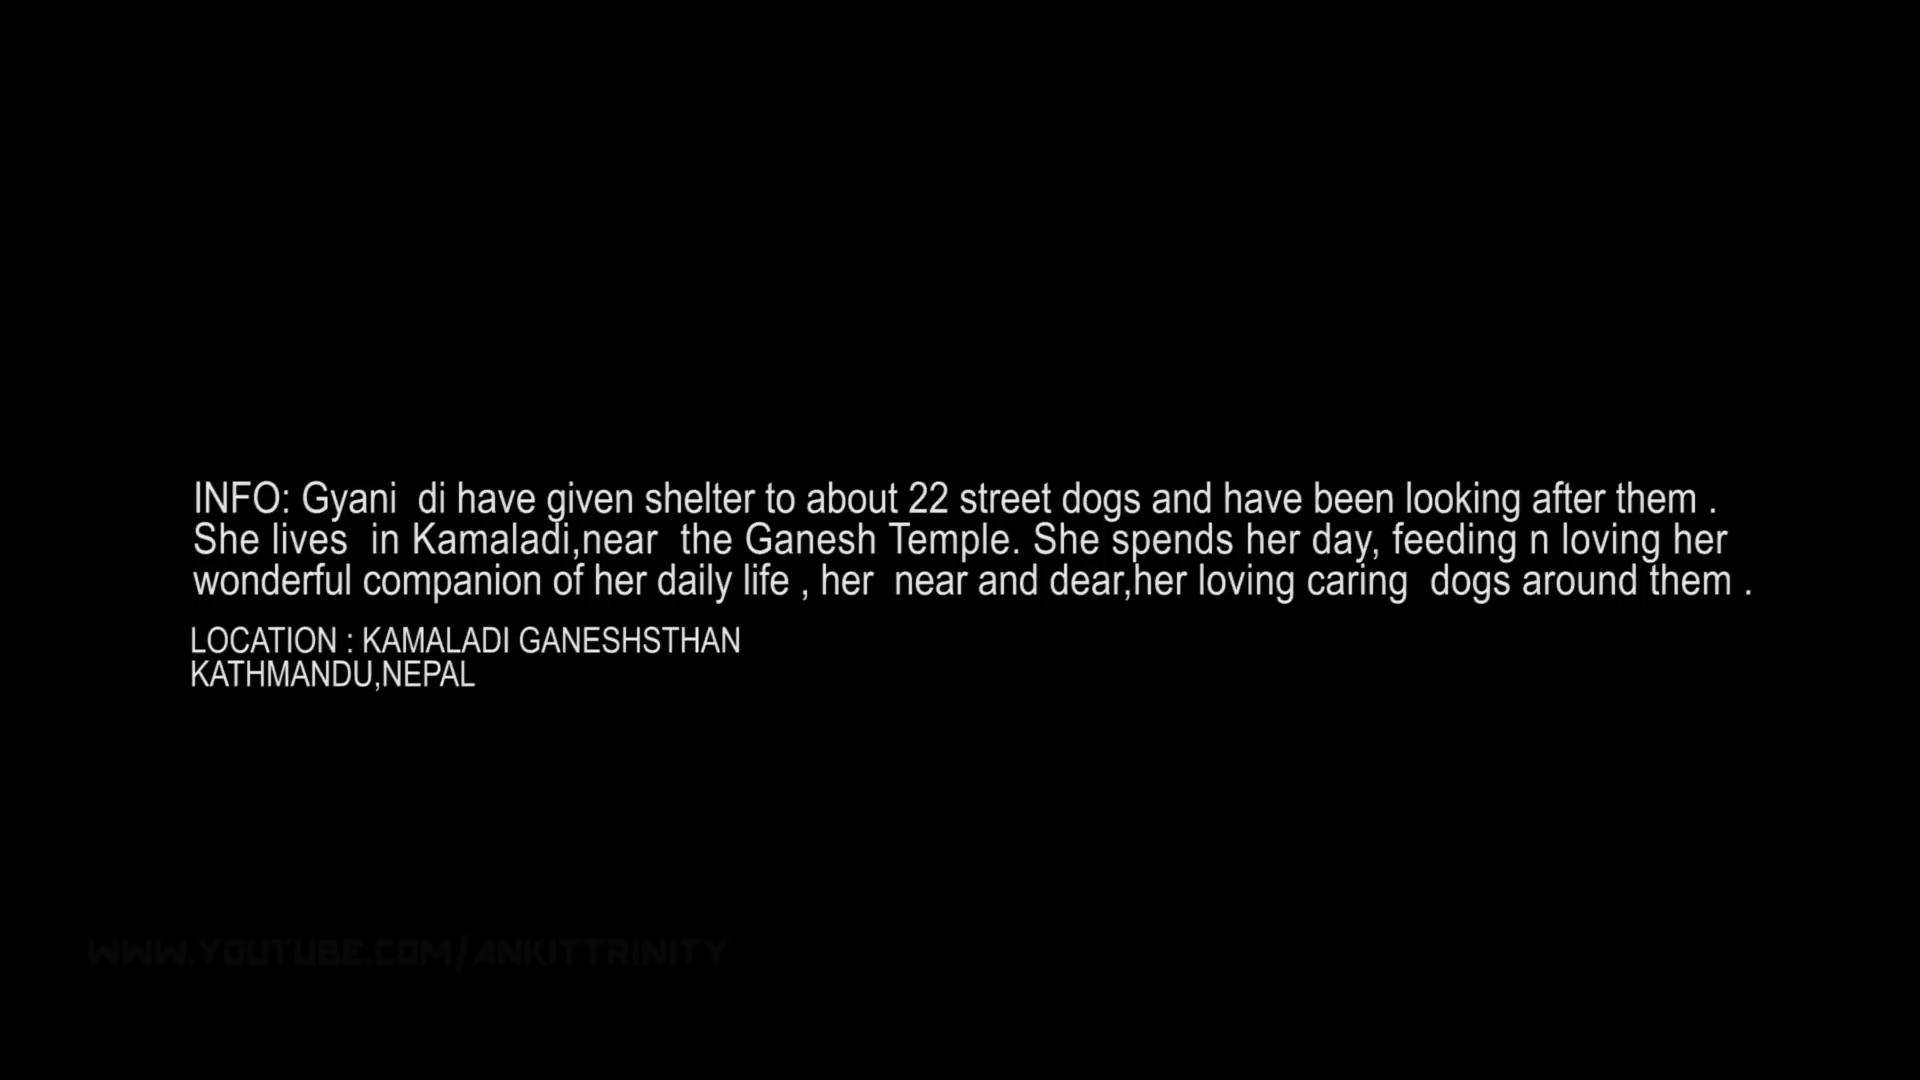 INFO: Gyani  di have given shelter to about 22 street dogs and have been looking after them .
She lives  in Kamaladi,near  the Ganesh Temple. She spends her day, feeding n loving her
wonderful companion of her daily life , her  near and dear,her loving caring  dogs around them .
LOCATION : KAMALADI GANESHSTHAN
KATHMANDU,NEPAL
WWW.YOUTUBE.COM/ANKITTRINITY